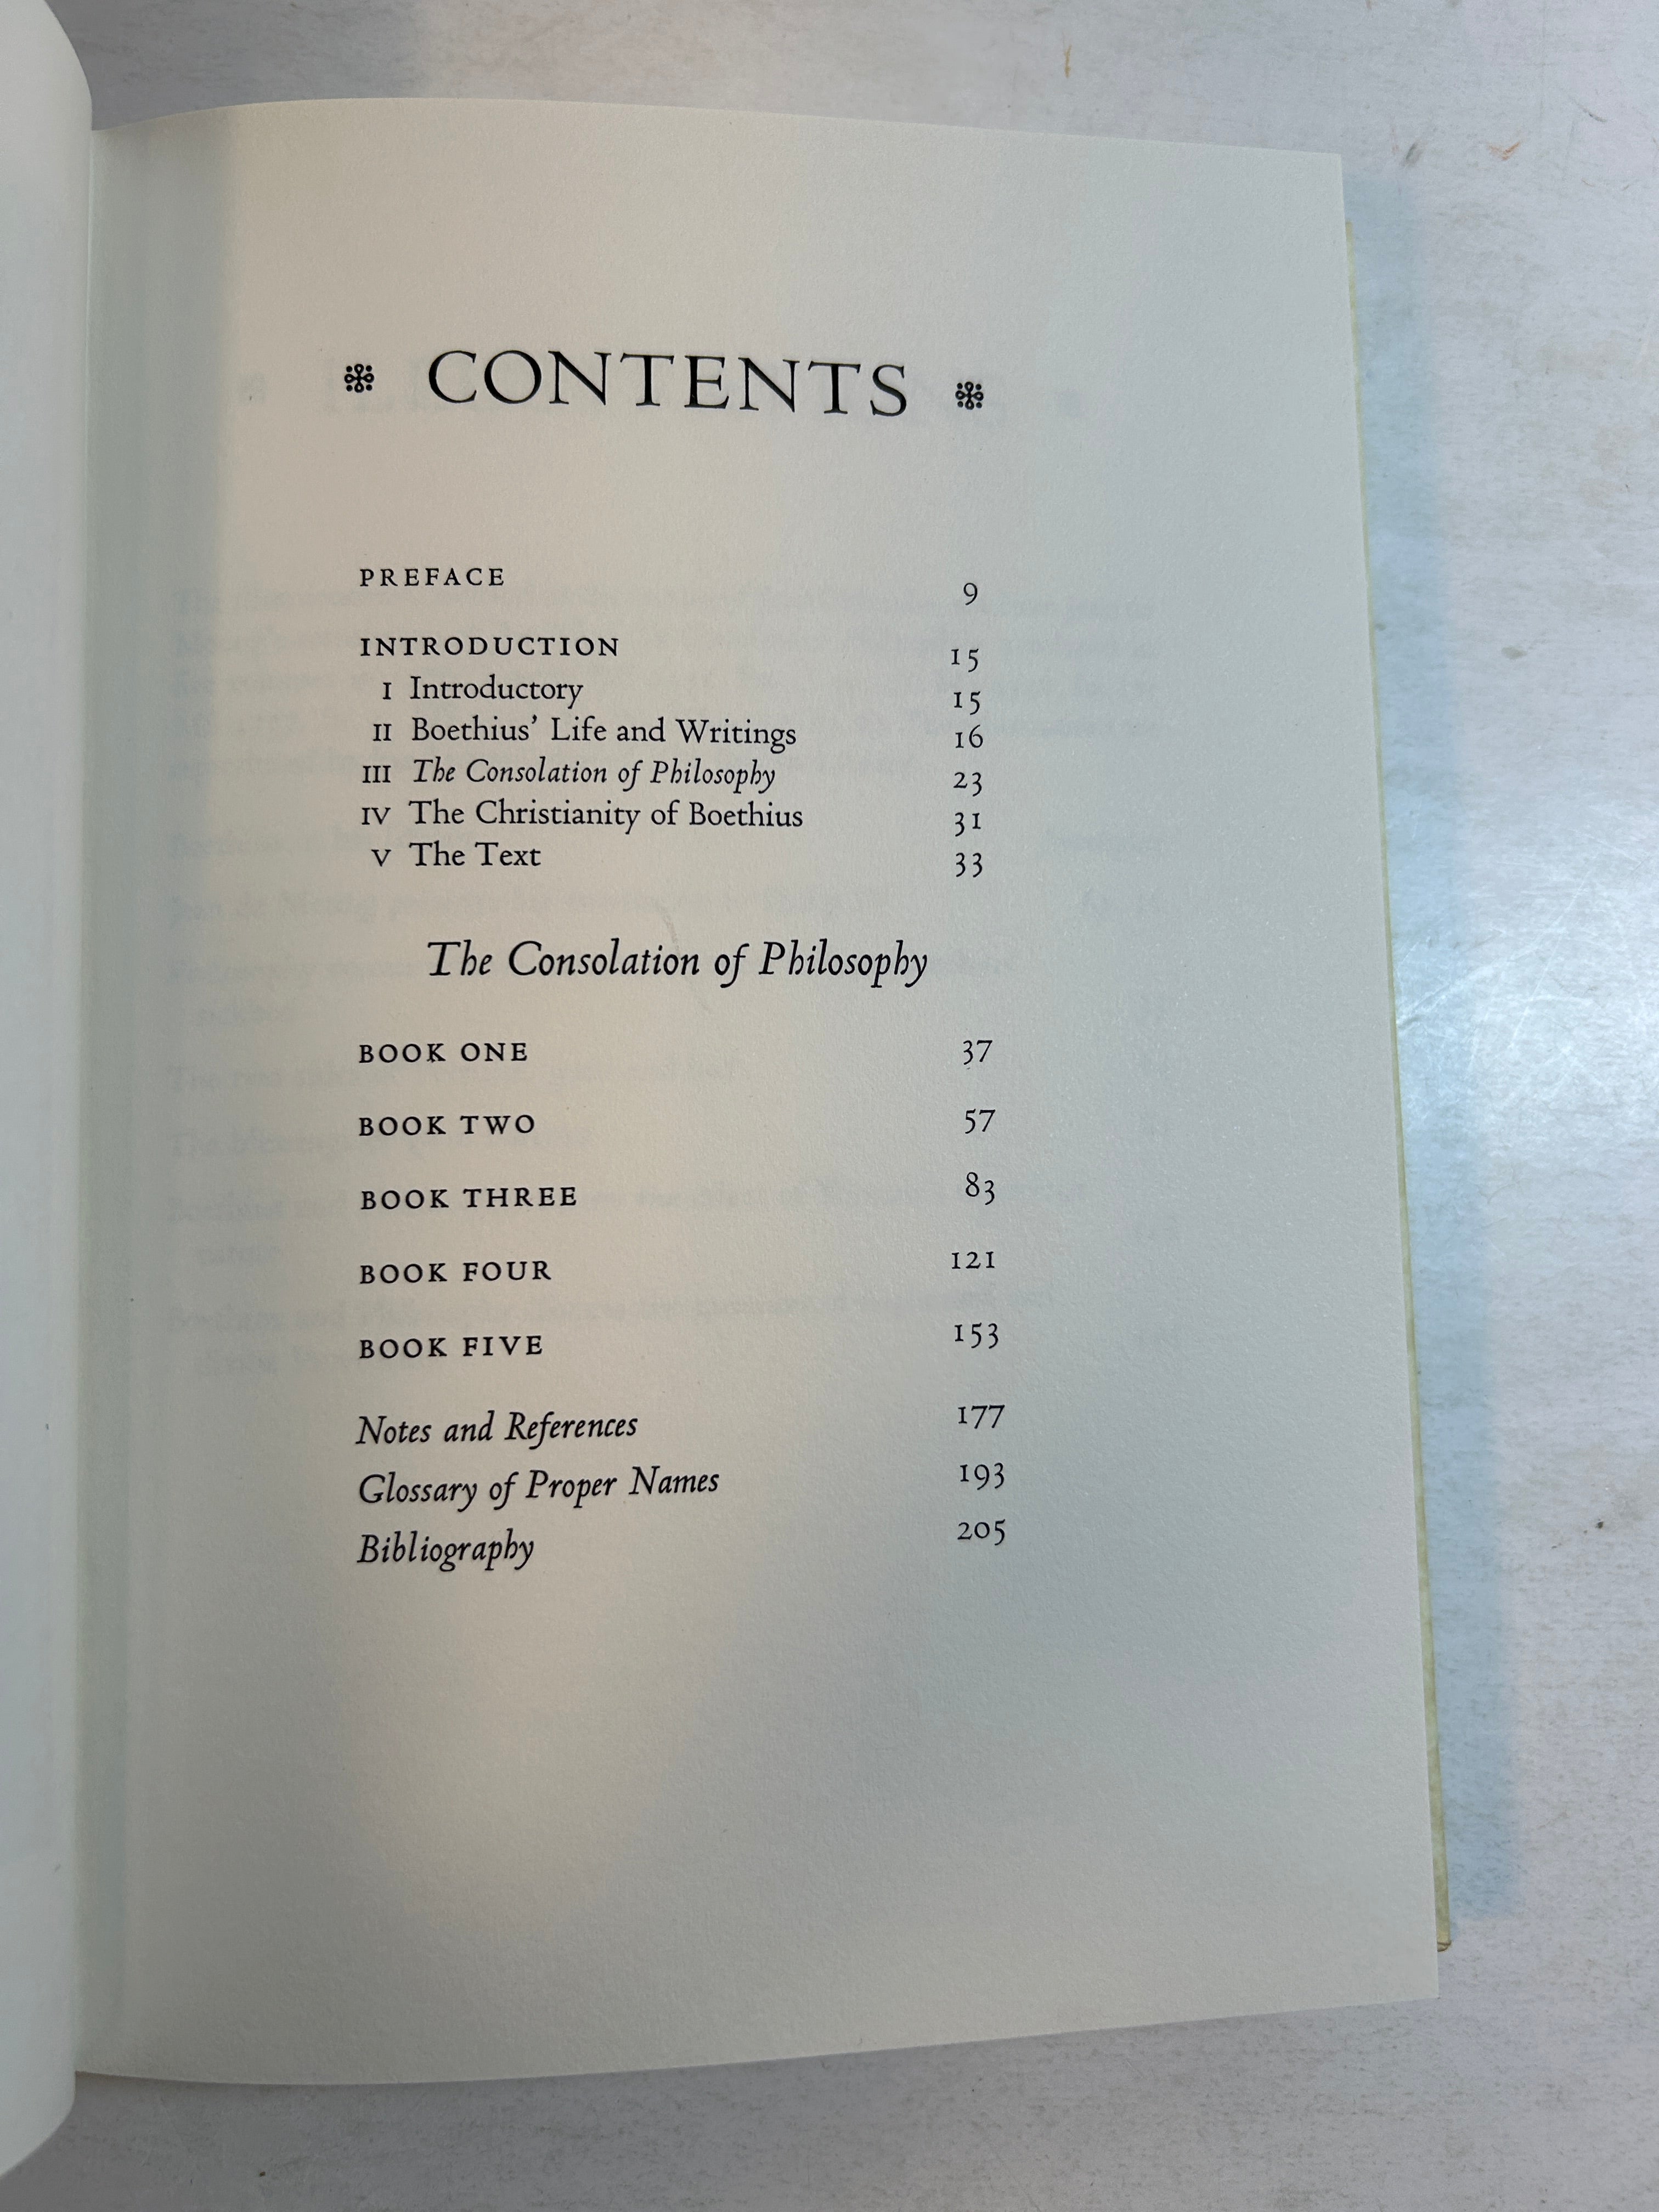 CONTENTS
PREFACE 9
INTRODUCTION 15
I Introductory 15
II Boethius’ Life and Writings 16
III The Consolation of Philosophy 23
IV The Christianity of Boethius 31
V The Text 33
The Consolation of Philosophy
BOOK ONE 37
BOOK TWO 57
BOOK THREE 83
BOOK FOUR 121
BOOK FIVE 153
Notes and References 177
Glossary of Proper Names 193
Bibliography 205